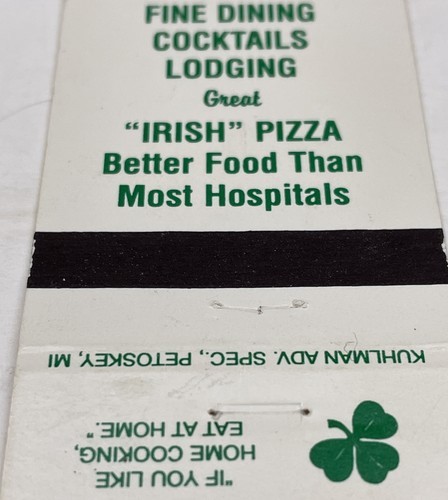 FINE DINING
COCKTAILS
LODGING
Great
"IRISH" PIZZA
Better Food Than
Most Hospitals
KUHLMAN ADV. SPEC., PETOSKEY, MI
"IF YOU LIKE
HOME COOKING,
EAT AT HOME."